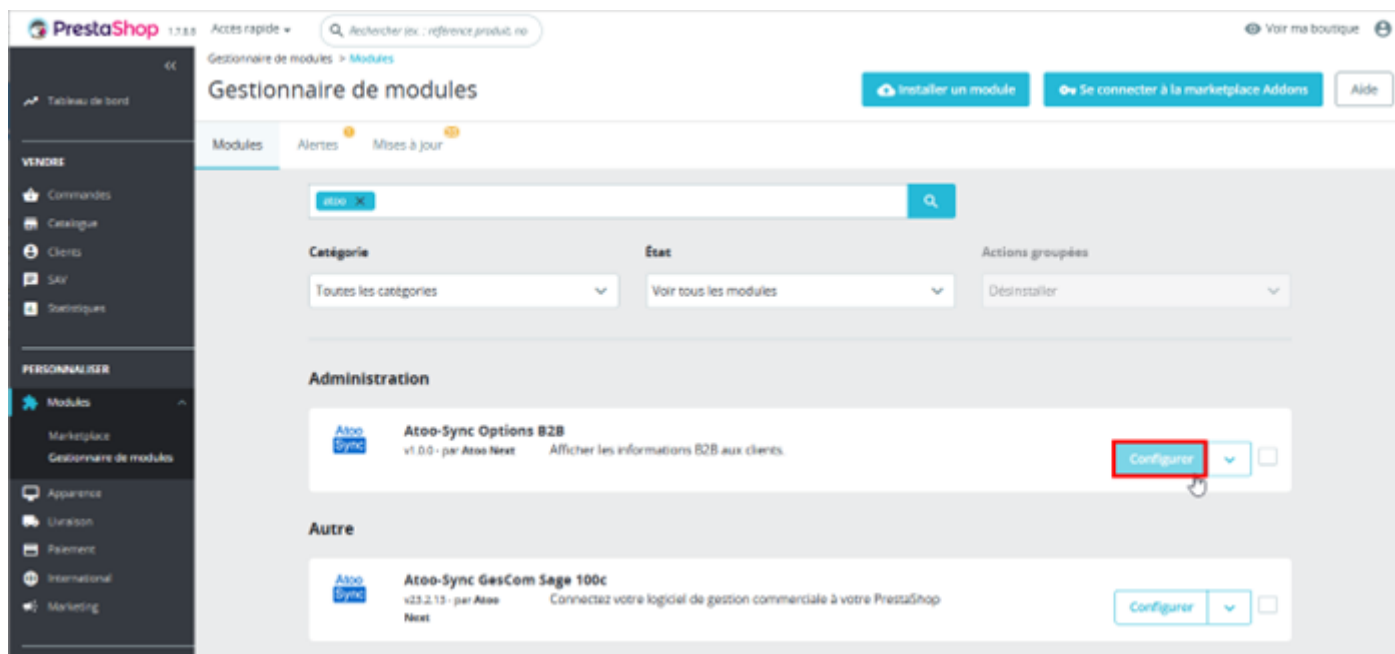 PrestaShop 1.7.8.8 Accès rapide Rechercher (ex. : référence produit, no Voir ma boutique
Gestionnaire de modules > Modules
Gestionnaire de modules
Installer un module Se connecter à la marketplace Addons Aide
Modules Alertes Mises à jour
Tableau de bord
VENDRE
Commandes
Catalogue
Clients
SAV
Statistiques
PERSONNALISER
Modules
Marketplace
Gestionnaire de modules
Apparence
Livraison
Paiement
International
Marketing
atoo ×
Catégorie État Actions groupées
Toutes les catégories Voir tous les modules Désinstaller
Administration
Atoo Sync
Atoo-Sync Options B2B
v1.0.0 - par Atoo Next Afficher les informations B2B aux clients.
Configurer
Autre
Atoo Sync
Atoo-Sync GesCom Sage 100c
v23.2.13 - par Atoo Next Connectez votre logiciel de gestion commerciale à votre PrestaShop
Configurer